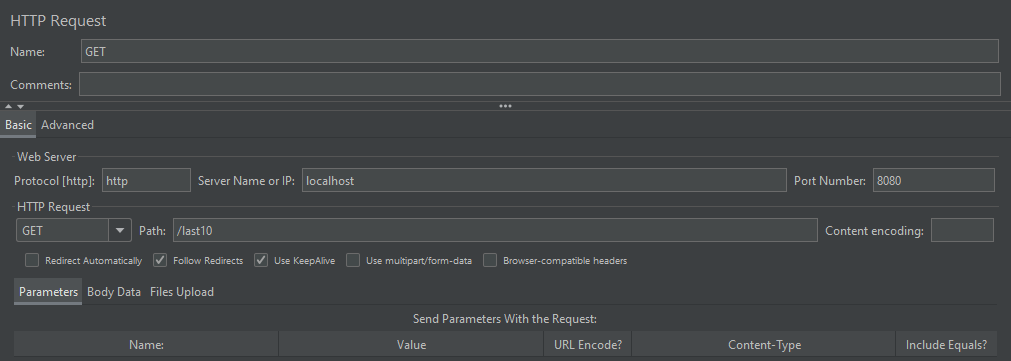 HTTP Request
Name: GET
Comments:
Basic Advanced
Web Server
Protocol [http]: http Server Name or IP: localhost Port Number: 8080
HTTP Request
GET Path: /last10 Content encoding:
Redirect Automatically Follow Redirects Use KeepAlive Use multipart/form-data Browser-compatible headers
Parameters Body Data Files Upload
Send Parameters With the Request:
Name: Value URL Encode? Content-Type Include Equals?